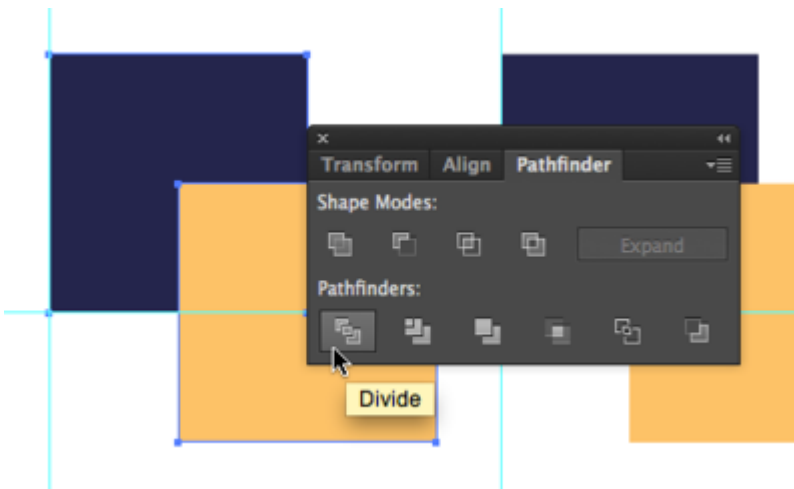 Transform Align Pathfinder
Shape Modes:
Expand
Pathfinders:
Divide